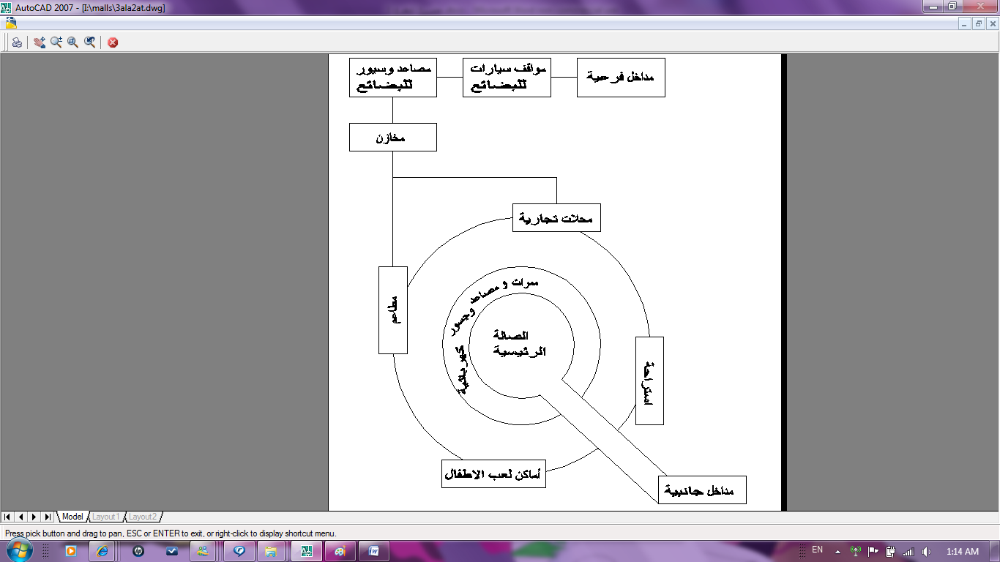 AutoCAD 2007 - [I:\malls\3ala2at.dwg]
مداخل فرعية
مواقف سيارات
للبضائع
مصاعد وسيور
للبضائع
مخازن
محلات تجارية
مطاعم
ممرات و مصاعد وجسور كهربائية
الصالة
الرئيسية
استراحة
أماكن لعب الاطفال
مداخل جانبية
Model Layout1 Layout2
Press pick button and drag to pan, ESC or ENTER to exit, or right-click to display shortcut menu.
EN 1:14 AM